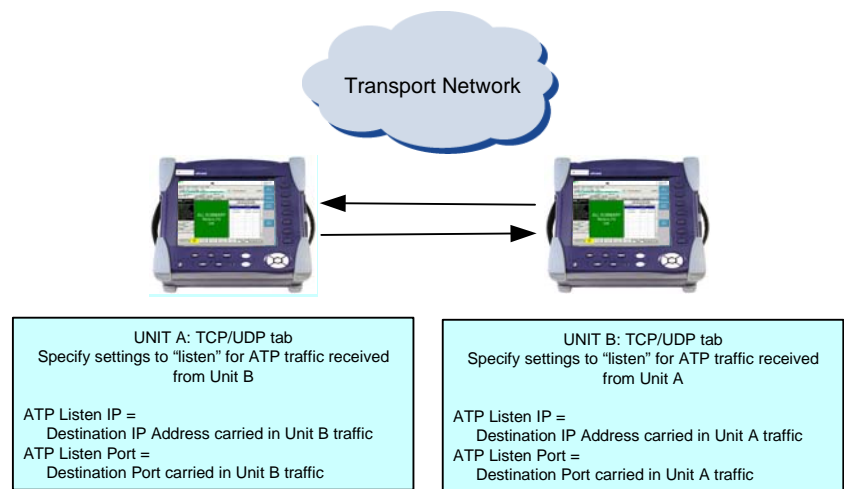 Transport Network
UNIT A: TCP/UDP tab
Specify settings to “listen” for ATP traffic received
from Unit B
ATP Listen IP =
Destination IP Address carried in Unit B traffic
ATP Listen Port =
Destination Port carried in Unit B traffic
UNIT B: TCP/UDP tab
Specify settings to “listen” for ATP traffic received
from Unit A
ATP Listen IP =
Destination IP Address carried in Unit A traffic
ATP Listen Port =
Destination Port carried in Unit A traffic